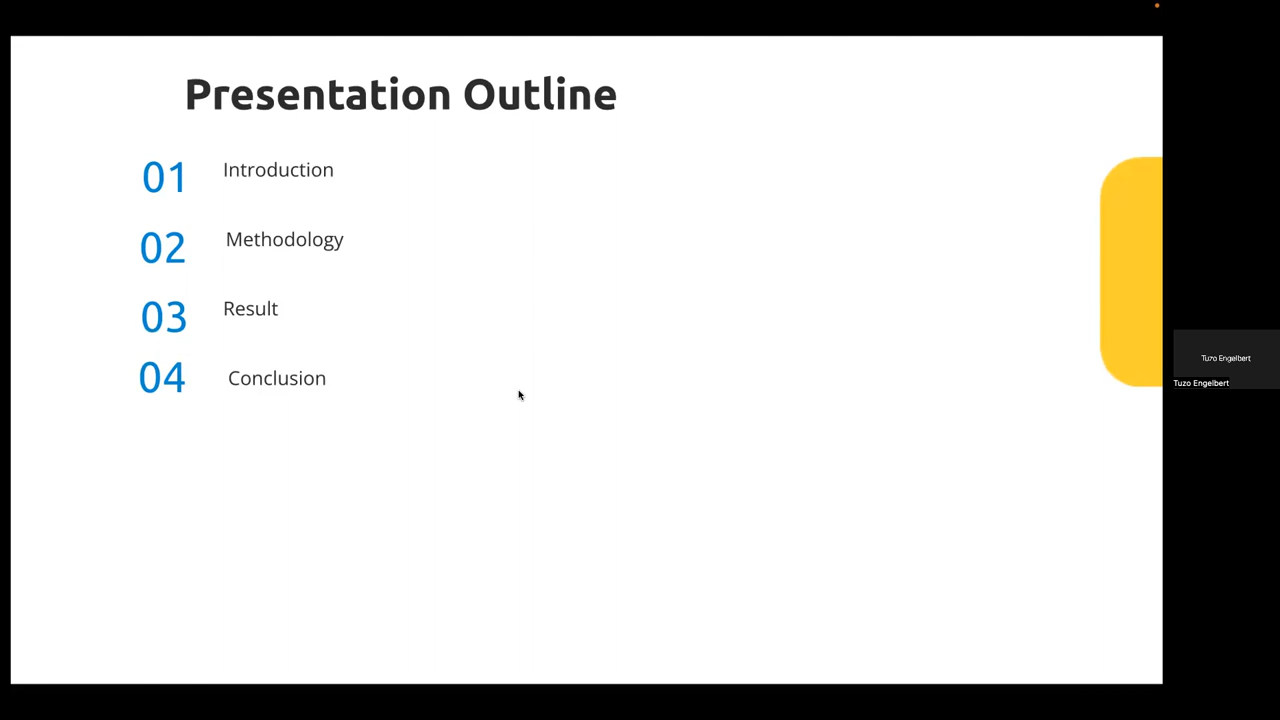 Presentation Outline
01 Introduction
02 Methodology
03 Result
04 Conclusion
Tuzo Engelbert
Tuzo Engelbert